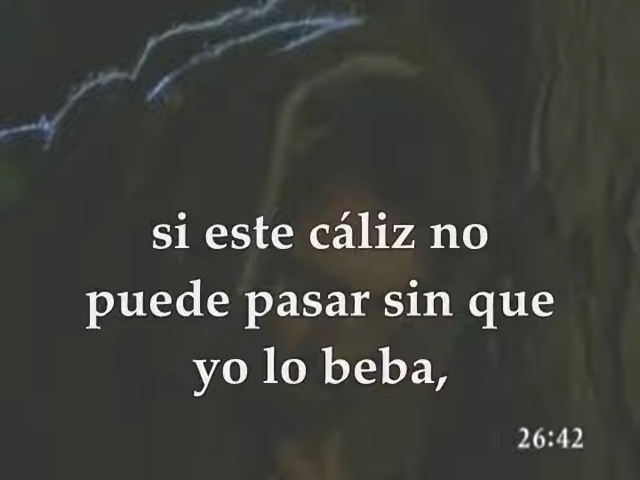 si este cáliz no
puede pasar sin que
yo lo beba,
26:42